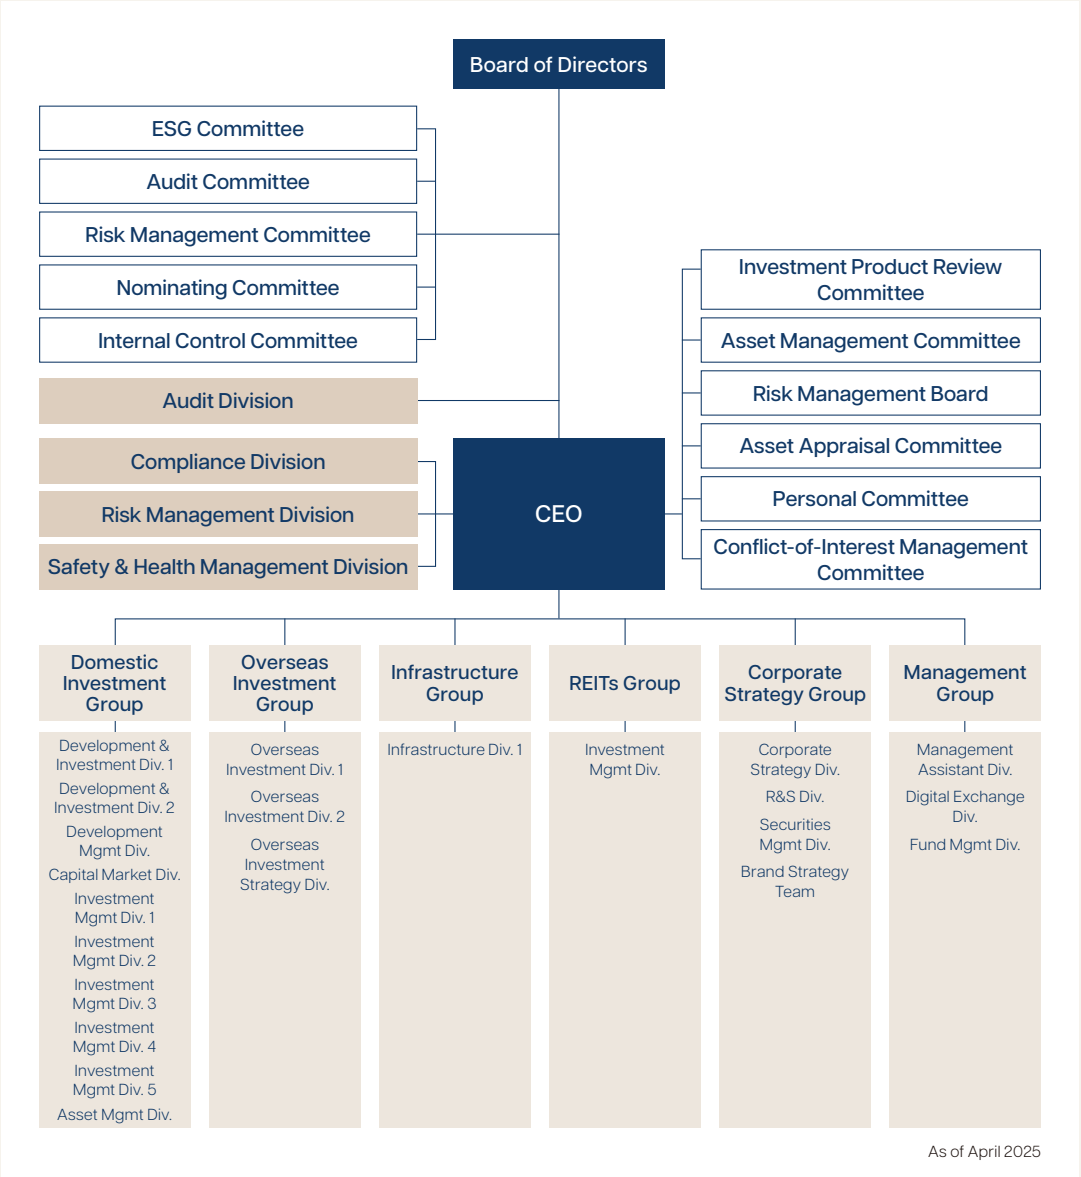 Board of Directors
ESG Committee
Audit Committee
Risk Management Committee
Nominating Committee
Internal Control Committee
Audit Division
Compliance Division
Risk Management Division
Safety & Health Management Division
CEO
Investment Product Review
Committee
Asset Management Committee
Risk Management Board
Asset Appraisal Committee
Personal Committee
Conflict-of-Interest Management
Committee
Domestic
Investment
Group
Development &
Investment Div. 1
Development &
Investment Div. 2
Development
Mgmt Div.
Capital Market Div.
Investment
Mgmt Div. 1
Investment
Mgmt Div. 2
Investment
Mgmt Div. 3
Investment
Mgmt Div. 4
Investment
Mgmt Div. 5
Asset Mgmt Div.
Overseas
Investment
Group
Overseas
Investment Div. 1
Overseas
Investment Div. 2
Overseas
Investment
Strategy Div.
Infrastructure
Group
Infrastructure Div. 1
REITs Group
Investment
Mgmt Div.
Corporate
Strategy Group
Corporate
Strategy Div.
R&S Div.
Securities
Mgmt Div.
Brand Strategy
Team
Management
Group
Management
Assistant Div.
Digital Exchange
Div.
Fund Mgmt Div.
As of April 2025